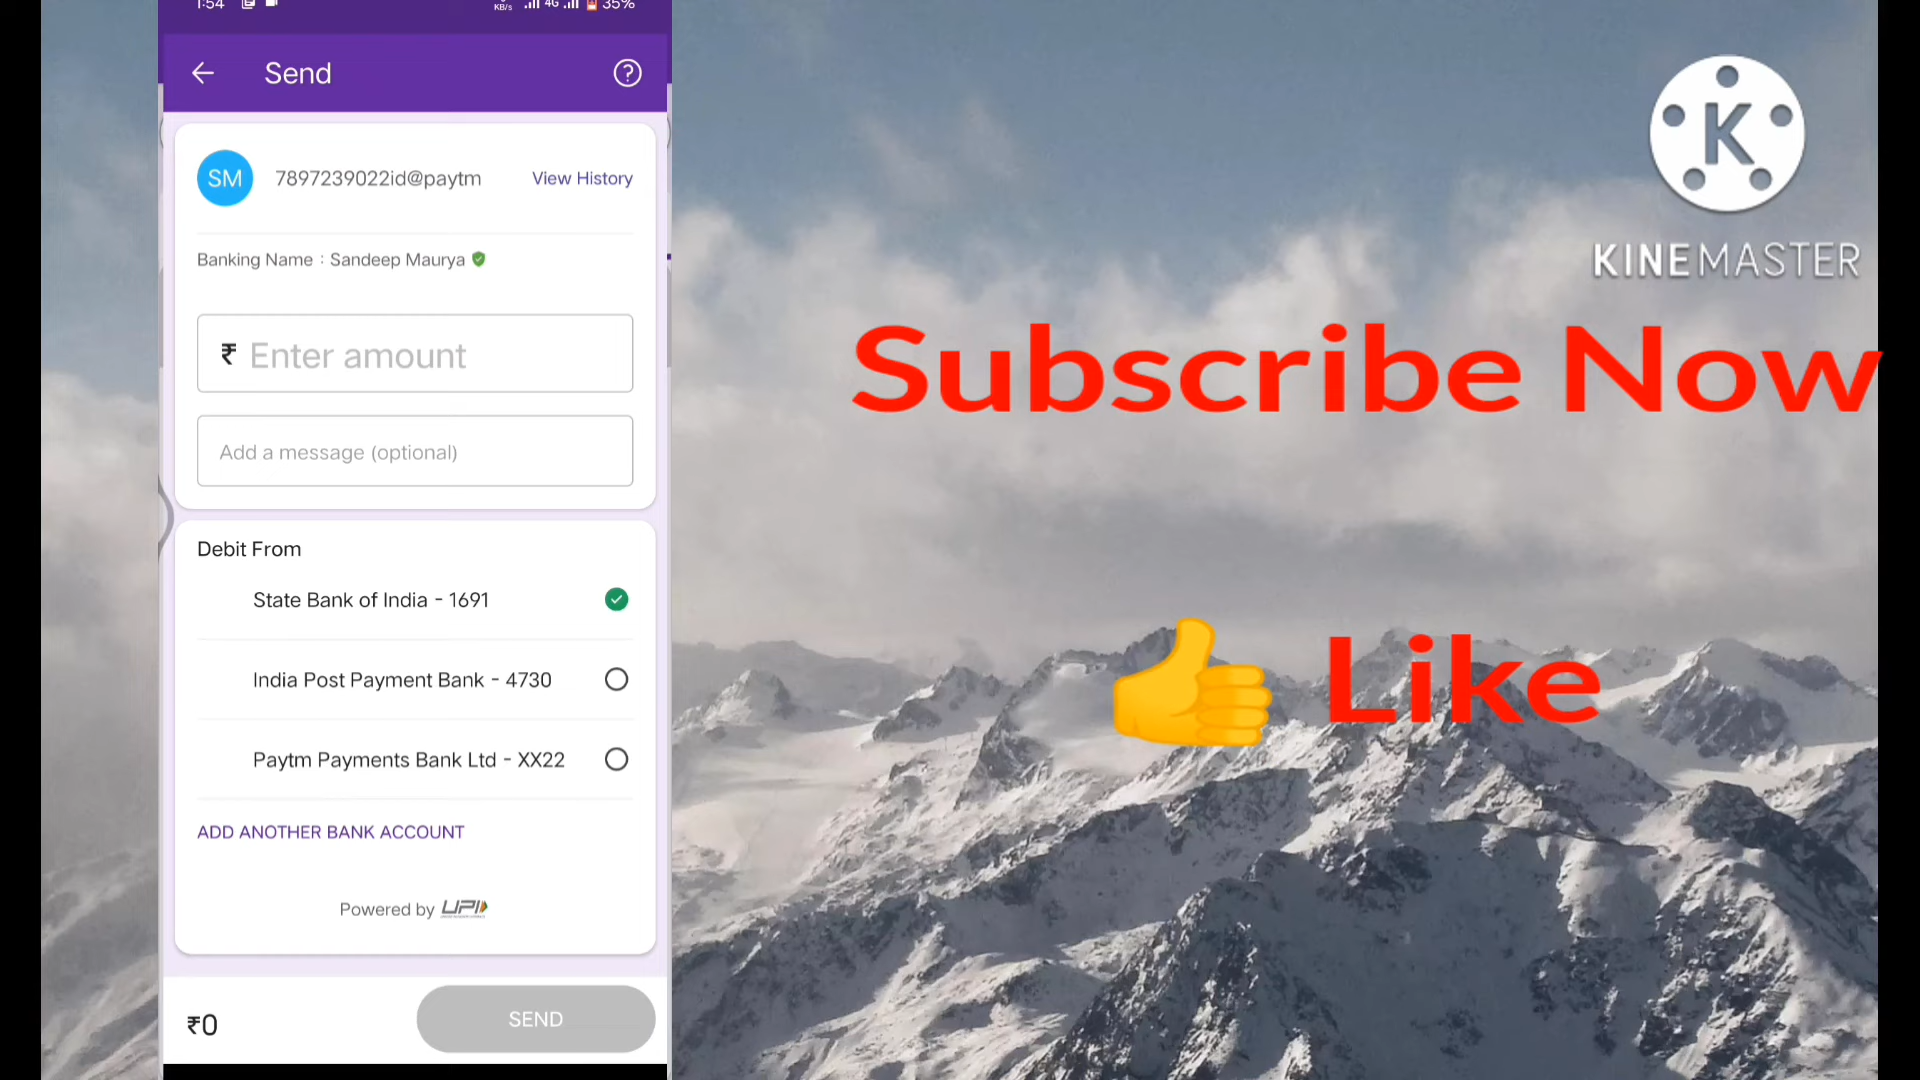 1:54
KB/s 4G 35%
Send
SM 7897239022id@paytm View History
Banking Name : Sandeep Maurya
₹ Enter amount
Add a message (optional)
Debit From
State Bank of India - 1691
India Post Payment Bank - 4730
Paytm Payments Bank Ltd - XX22
ADD ANOTHER BANK ACCOUNT
Powered by UPI
₹0 SEND
K
KINEMASTER
Subscribe Now
Like